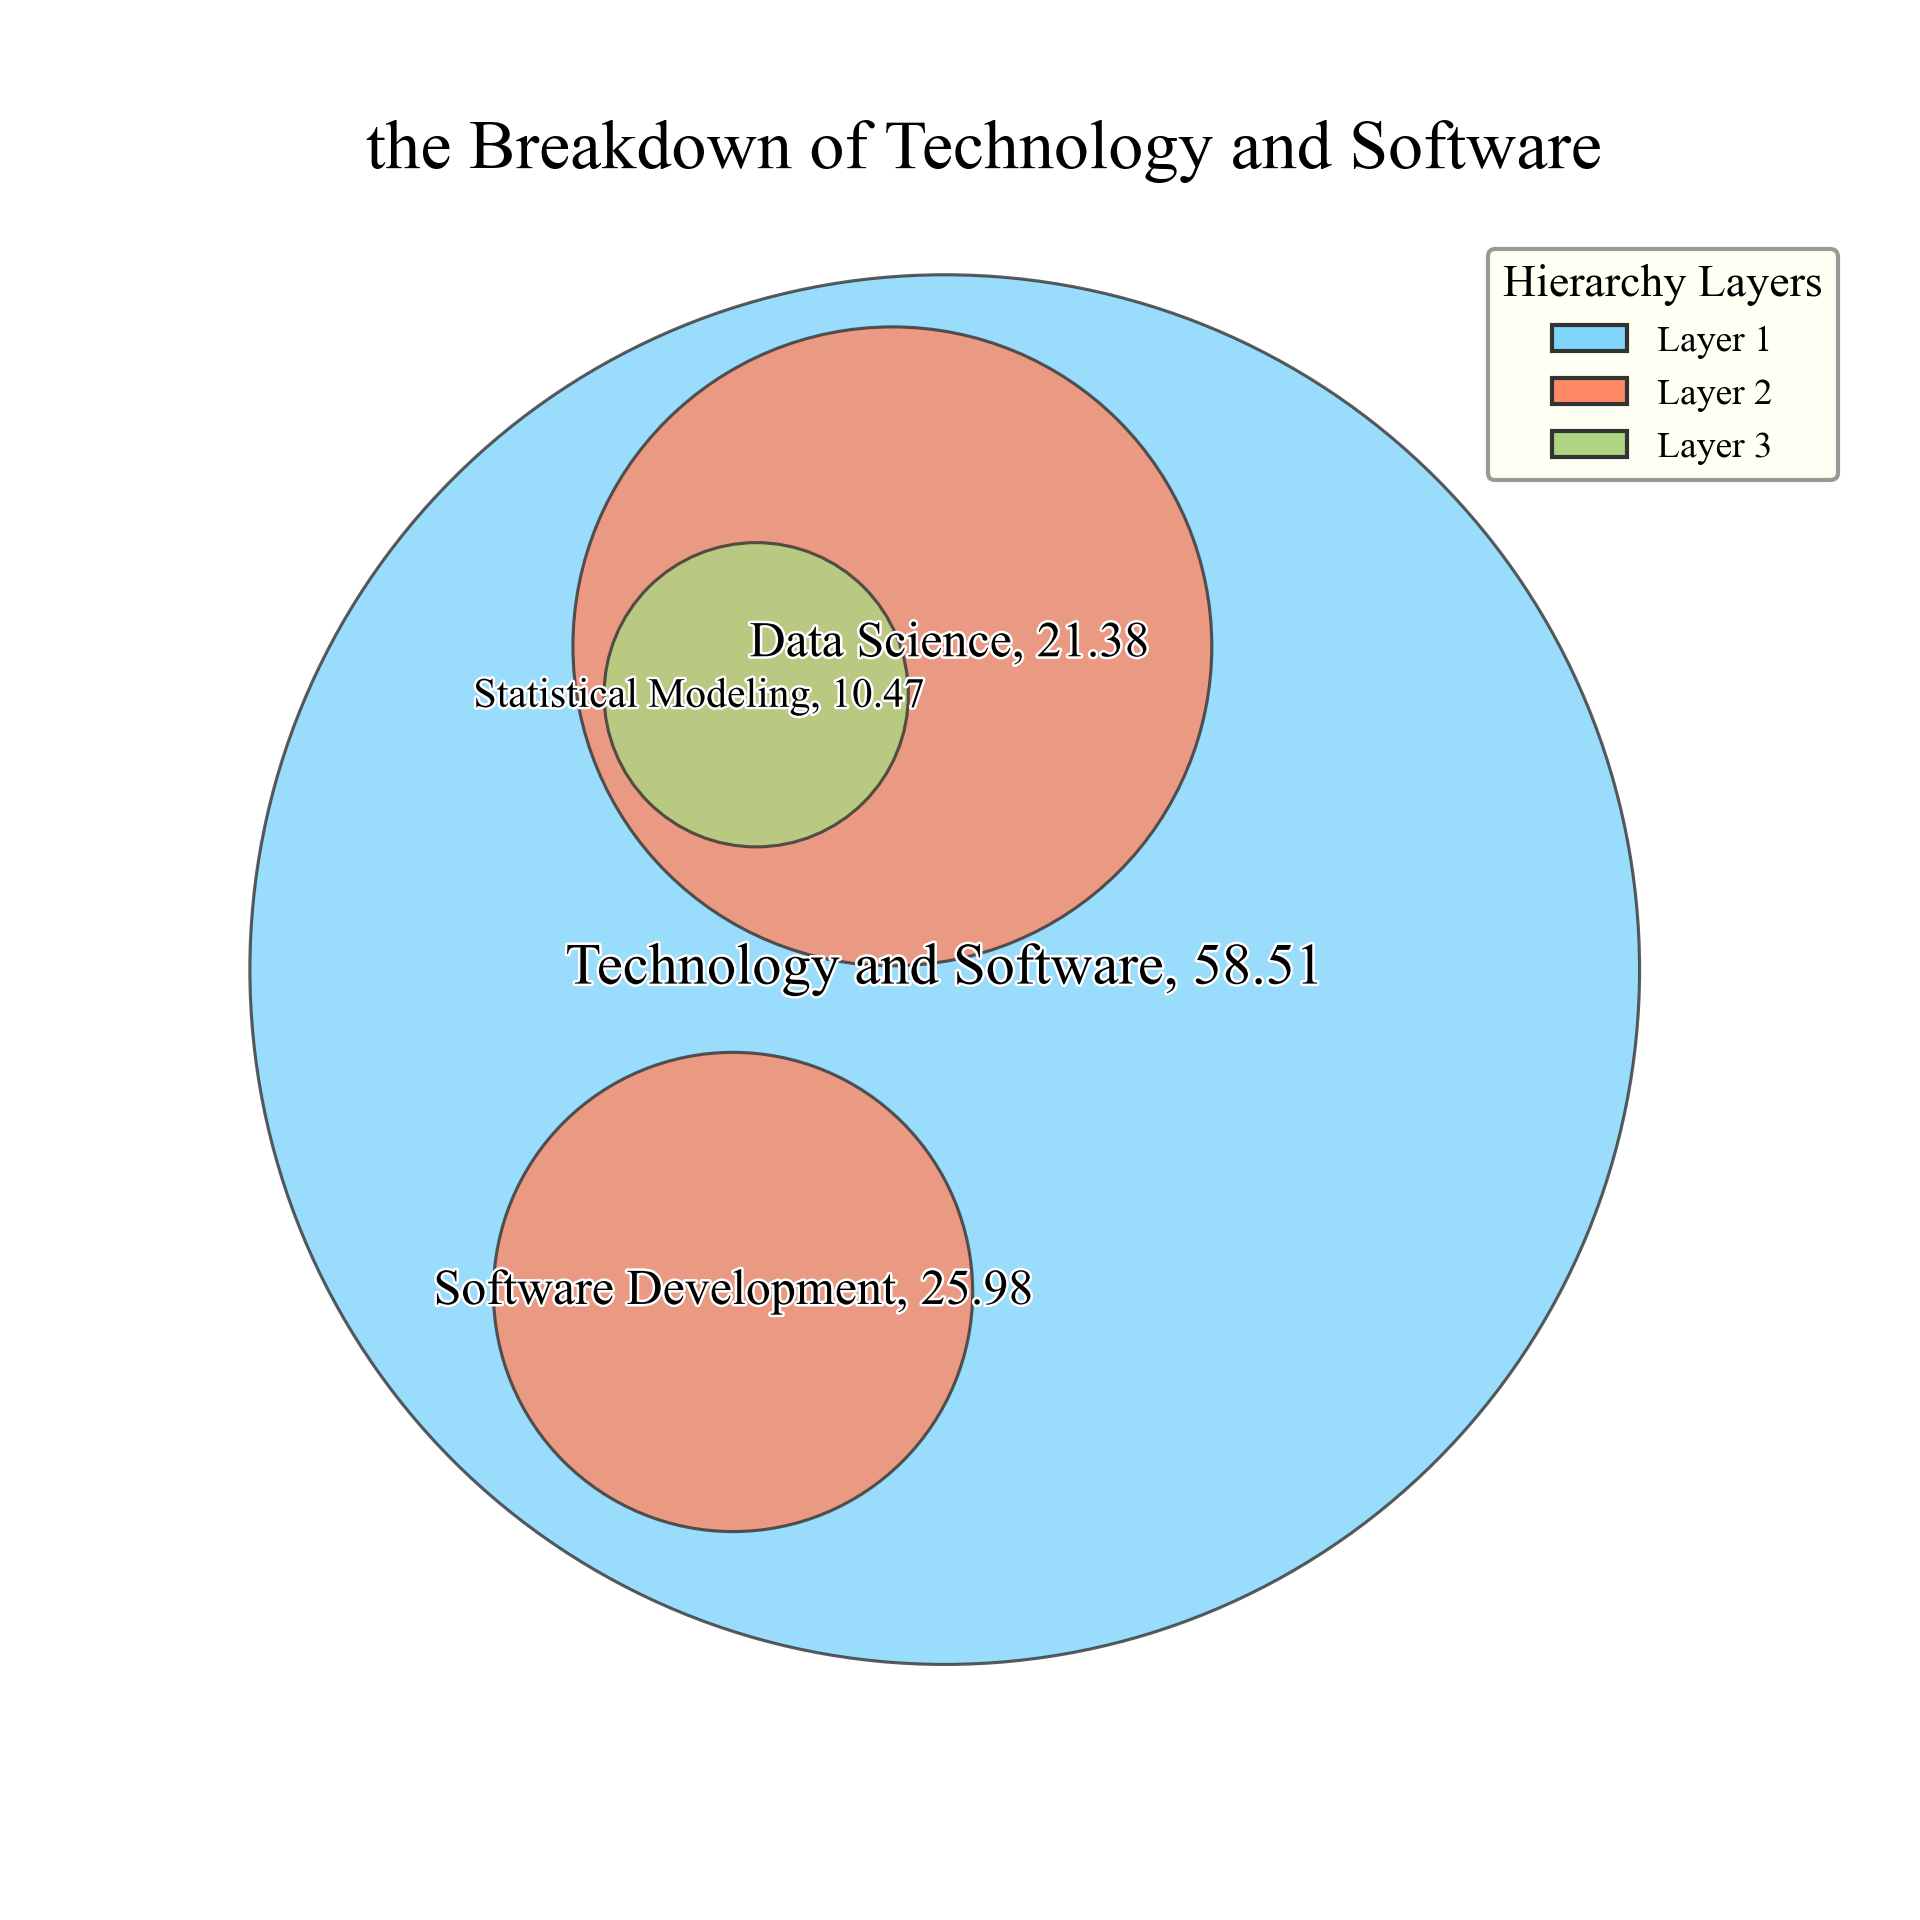 the Breakdown of Technology and Software
Hierarchy Layers
Layer 1
Layer 2
Layer 3
Data Science, 21.38
Statistical Modeling, 10.47
Technology and Software, 58.51
Software Development, 25.98